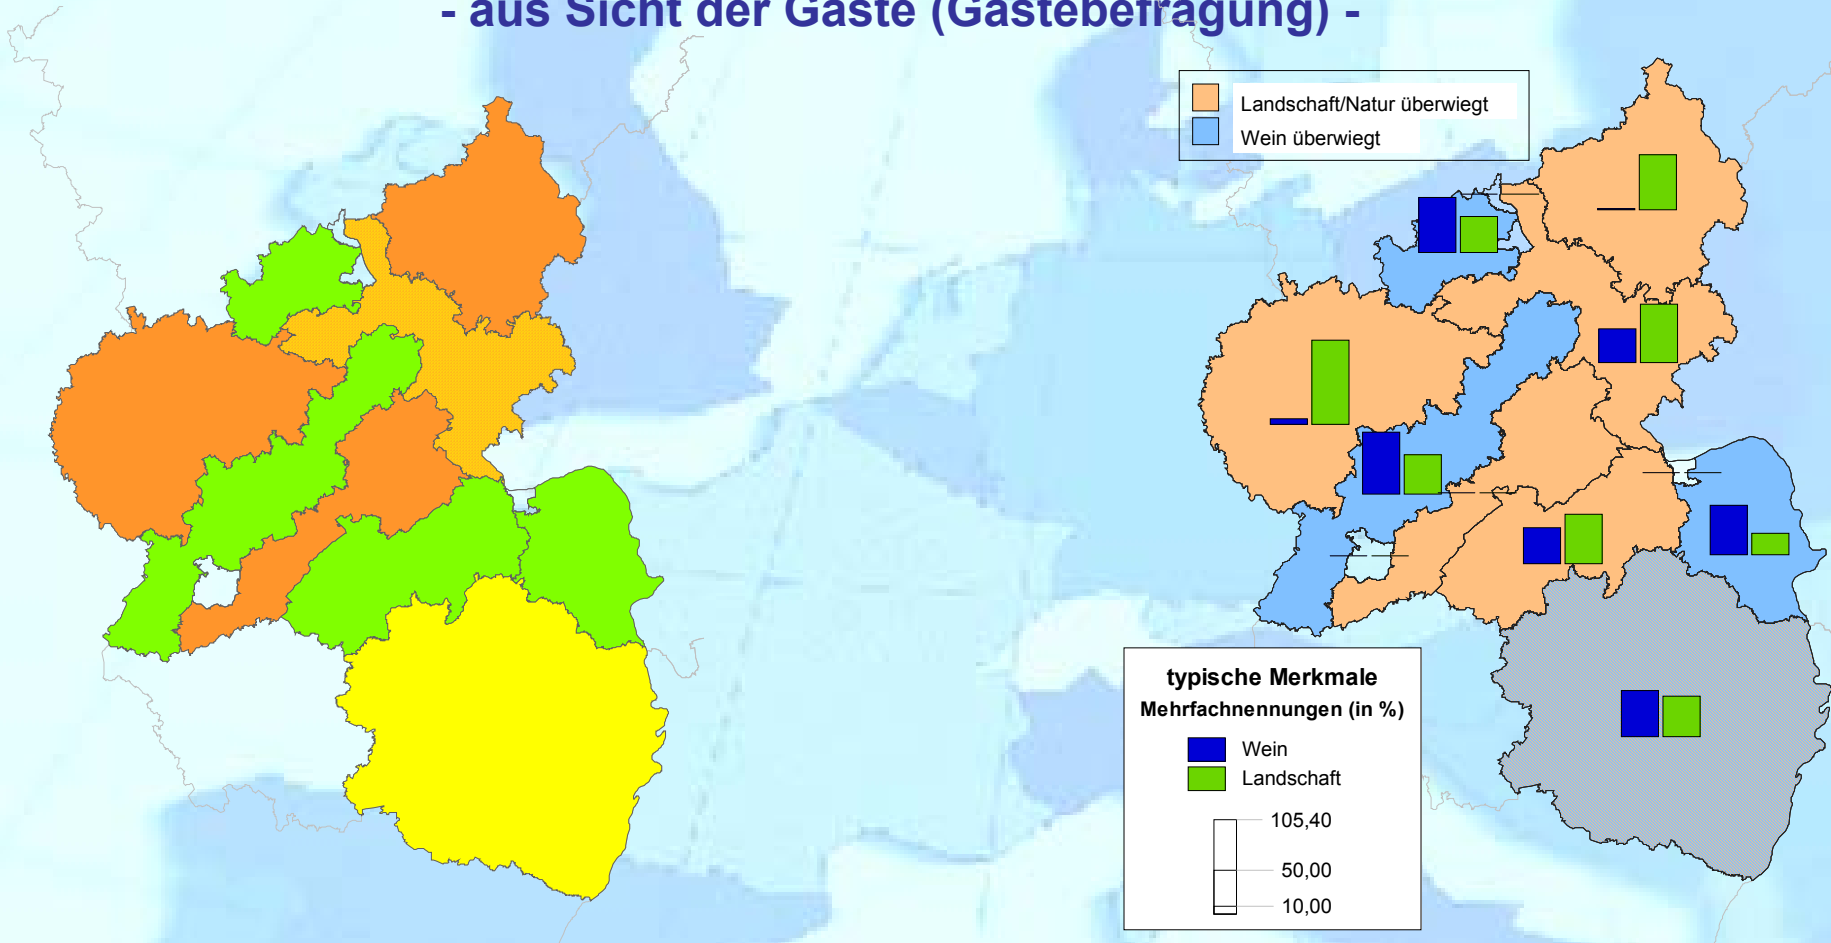 - aus Sicht der Gäste (Gästebefragung) -
Landschaft/Natur überwiegt
Wein überwiegt
typische Merkmale
Mehrfachnennungen (in %)
Wein
Landschaft
105,40
50,00
10,00